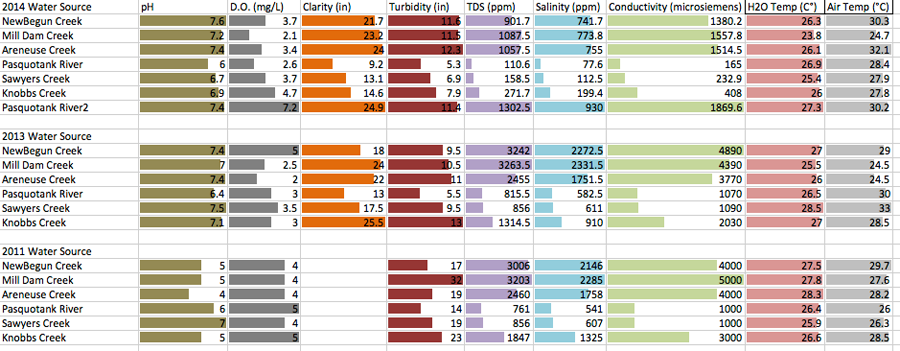 2014 Water Source pH D.O. (mg/L) Clarity (in) Turbidity (in) TDS (ppm) Salinity (ppm) Conductivity (microsiemens) H2O Temp (C°) Air Temp (°C)
NewBegun Creek 7.6 3.7 21.7 11.6 901.7 741.7 1380.2 26.3 30.3
Mill Dam Creek 7.2 2.1 23.2 11.5 1087.5 773.8 1557.8 23.8 24.7
Areneuse Creek 7.4 3.4 24 12.3 1057.5 755 1514.5 26.1 32.1
Pasquotank River 6 2.6 9.2 5.3 110.6 77.6 165 26.9 28.4
Sawyers Creek 6.7 3.7 13.1 6.9 158.5 112.5 232.9 25.4 27.9
Knobbs Creek 6.9 4.7 14.6 7.9 271.7 199.4 408 26 27.8
Pasquotank River2 7.4 7.2 24.9 11.4 1302.5 930 1869.6 27.3 30.2
2013 Water Source
NewBegun Creek 7.4 5 18 9.5 3242 2272.5 4890 27 29
Mill Dam Creek 7 2.5 24 10.5 3263.5 2331.5 4390 25.5 24.5
Areneuse Creek 7.4 2 22 11 2455 1751.5 3770 26 24.5
Pasquotank River 6.4 3 13 5.5 815.5 582.5 1070 26.5 30
Sawyers Creek 7.5 3.5 17.5 9.5 856 611 1090 28.5 33
Knobbs Creek 7.1 3 25.5 13 1314.5 910 2030 27 28.5
2011 Water Source
NewBegun Creek 5 4 17 3006 2146 4000 27.5 29.7
Mill Dam Creek 5 4 32 3203 2285 5000 27.8 27.6
Areneuse Creek 4 4 19 2460 1758 4000 28.3 28.2
Pasquotank River 6 5 14 761 541 1000 26.4 26
Sawyers Creek 7 4 19 856 607 1000 25.9 26.3
Knobbs Creek 5 5 23 1847 1325 3000 26.6 28.5